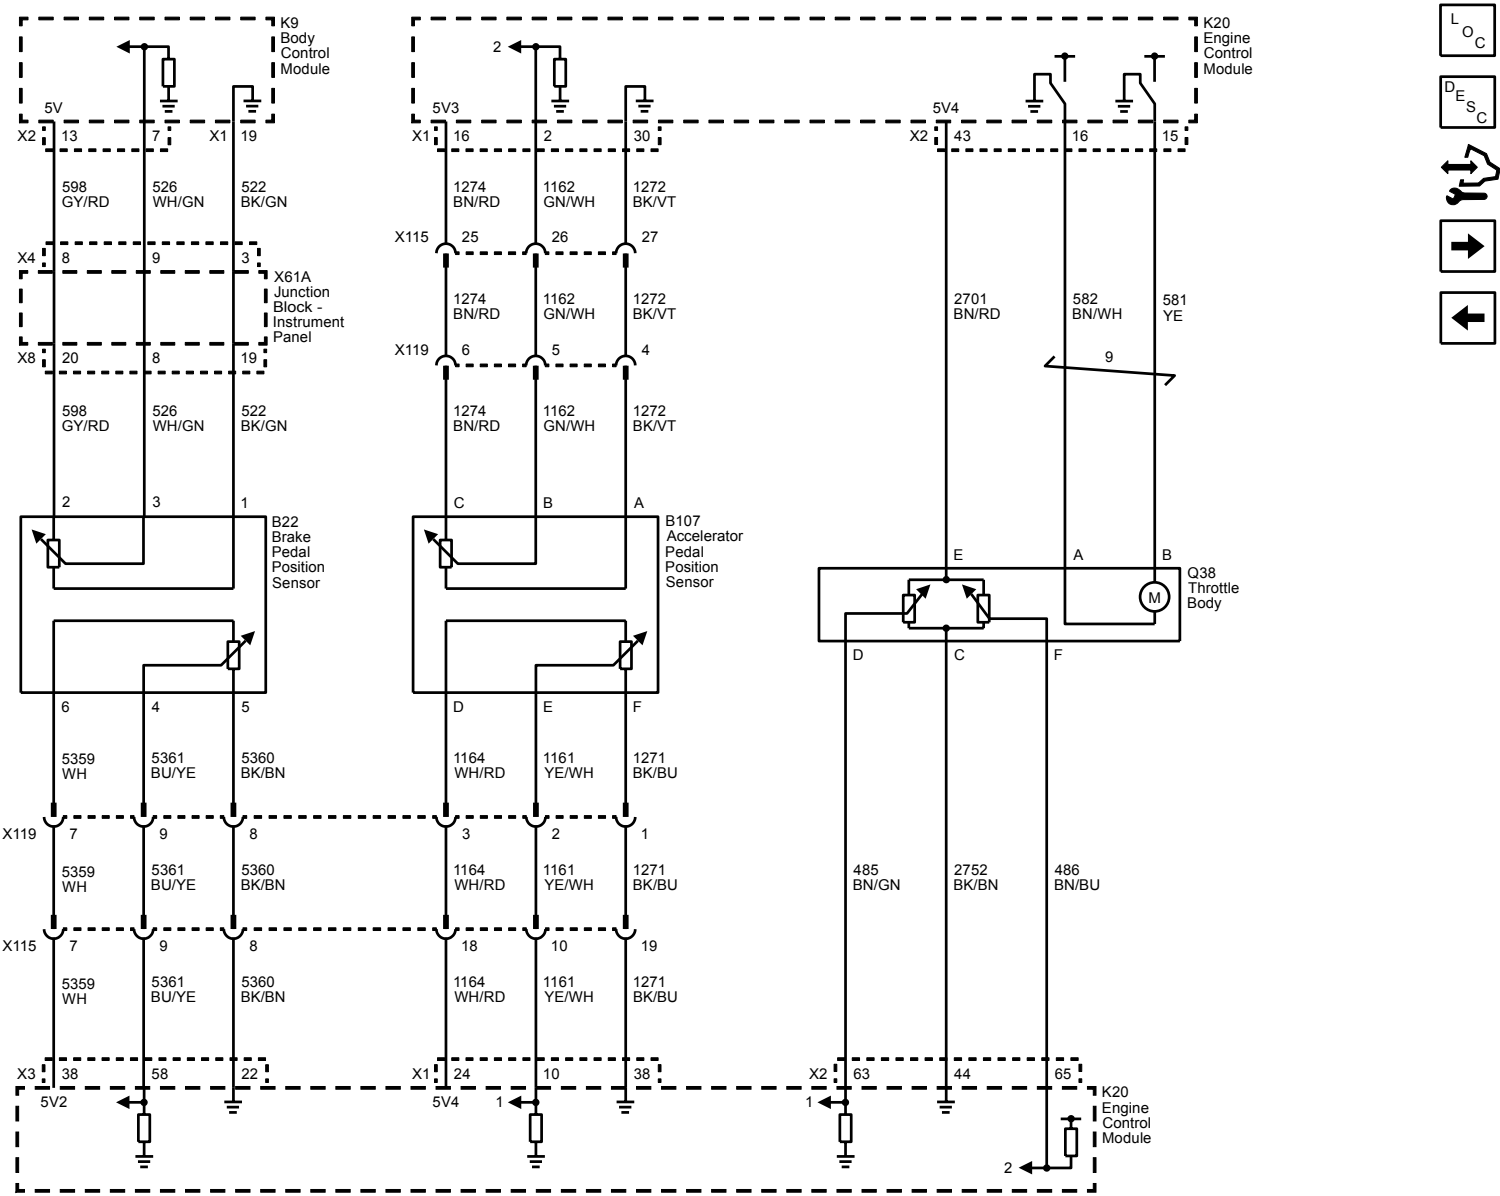 K9
Body
Control
Module
2
K20
Engine
Control
Module
L
O
C
D
E
S
C
5V
5V3
5V4
X2 13 7 X1 19
X1 16 2 30
X2 43 16 15
598
GY/RD
526
WH/GN
522
BK/GN
1274
BN/RD
1162
GN/WH
1272
BK/VT
X115 25 26 27
X4 8 9 3
X61A
Junction
Block -
Instrument
Panel
1274
BN/RD
1162
GN/WH
1272
BK/VT
2701
BN/RD
582
BN/WH
581
YE
X8 20 8 19
X119 6 5 4
9
598
GY/RD
526
WH/GN
522
BK/GN
1274
BN/RD
1162
GN/WH
1272
BK/VT
2 3 1
C B A
B22
Brake
Pedal
Position
Sensor
B107
Accelerator
Pedal
Position
Sensor
E A B
M
Q38
Throttle
Body
D C F
6 4 5
D E F
5359
WH
5361
BU/YE
5360
BK/BN
1164
WH/RD
1161
YE/WH
1271
BK/BU
X119 7 9 8 3 2 1
5359
WH
5361
BU/YE
5360
BK/BN
1164
WH/RD
1161
YE/WH
1271
BK/BU
485
BN/GN
2752
BK/BN
486
BN/BU
X115 7 9 8 18 10 19
5359
WH
5361
BU/YE
5360
BK/BN
1164
WH/RD
1161
YE/WH
1271
BK/BU
X3 38 58 22
X1 24 10 38
X2 63 44 65
5V2
5V4
1
1
2
K20
Engine
Control
Module